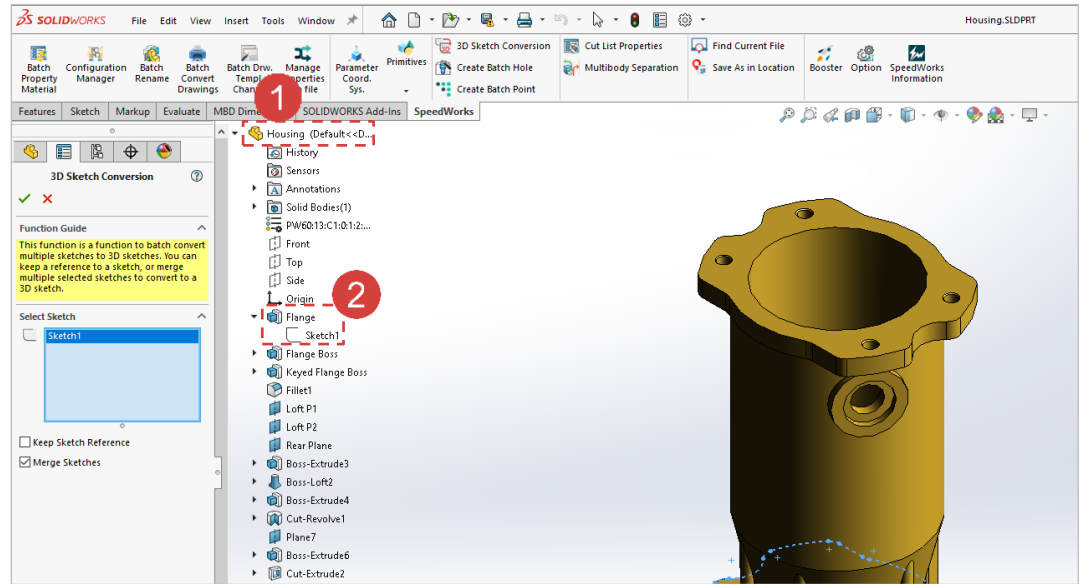 SOLIDWORKS File Edit View Insert Tools Window Housing.SLDPRT
Batch Property Material
Configuration Manager
Batch Rename
Batch Convert Drawings
Batch Drw.
Manage
file
Parameter Coord. Sys.
Primitives
3D Sketch Conversion
Create Batch Hole
Create Batch Point
Cut List Properties
Multibody Separation
Find Current File
Save As in Location
Booster
Option
SpeedWorks Information
Features Sketch Markup Evaluate MBD SOLIDWORKS Add-Ins SpeedWorks
1
3D Sketch Conversion
Function Guide
This function is a function to batch convert
multiple sketches to 3D sketches. You can
keep a reference to a sketch, or merge
multiple selected sketches to convert to a
3D sketch.
Select Sketch
Sketch1
Keep Sketch Reference
Merge Sketches
Housing (Default<<D...
History
Sensors
Annotations
Solid Bodies(1)
PW60:13:C1:0:1:2:...
Front
Top
Side
Origin
2
Flange
Sketch1
Flange Boss
Keyed Flange Boss
Fillet1
Loft P1
Loft P2
Rear Plane
Boss-Extrude3
Boss-Loft2
Boss-Extrude4
Cut-Revolve1
Plane7
Boss-Extrude6
Cut-Extrude2